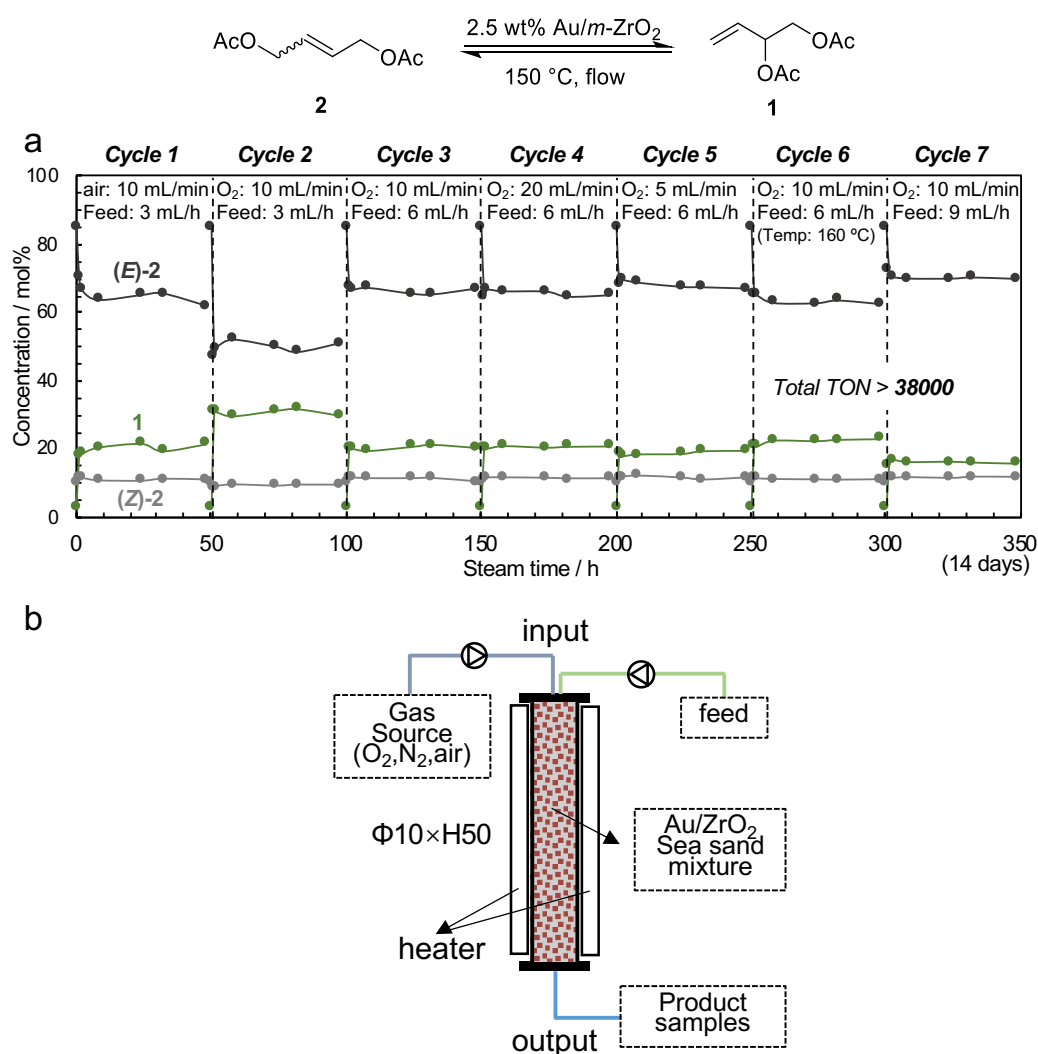 2.5 wt% Au/m-ZrO₂
150 °C, flow
AcO
OAc
2
OAc
OAc
1
a
Cycle 1 Cycle 2 Cycle 3 Cycle 4 Cycle 5 Cycle 6 Cycle 7
air: 10 mL/min O₂: 10 mL/min O₂: 10 mL/min O₂: 20 mL/min O₂: 5 mL/min O₂: 10 mL/min O₂: 10 mL/min
Feed: 3 mL/h Feed: 3 mL/h Feed: 6 mL/h Feed: 6 mL/h Feed: 6 mL/h Feed: 6 mL/h Feed: 9 mL/h
(Temp: 160 ºC)
Concentration / mol%
100
80
60
40
20
0
(E)-2
1
(Z)-2
Total TON > 38000
0 50 100 150 200 250 300 350
Steam time / h
(14 days)
b
input
Gas
Source
(O₂,N₂,air)
feed
Φ10×H50
Au/ZrO₂
Sea sand
mixture
heater
Product
samples
output